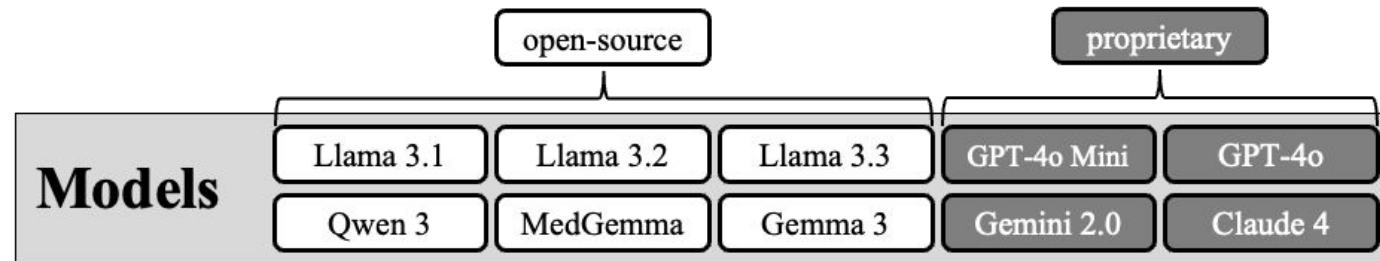 open-source proprietary
Models
Llama 3.1 Llama 3.2 Llama 3.3 GPT-4o Mini GPT-4o
Qwen 3 MedGemma Gemma 3 Gemini 2.0 Claude 4